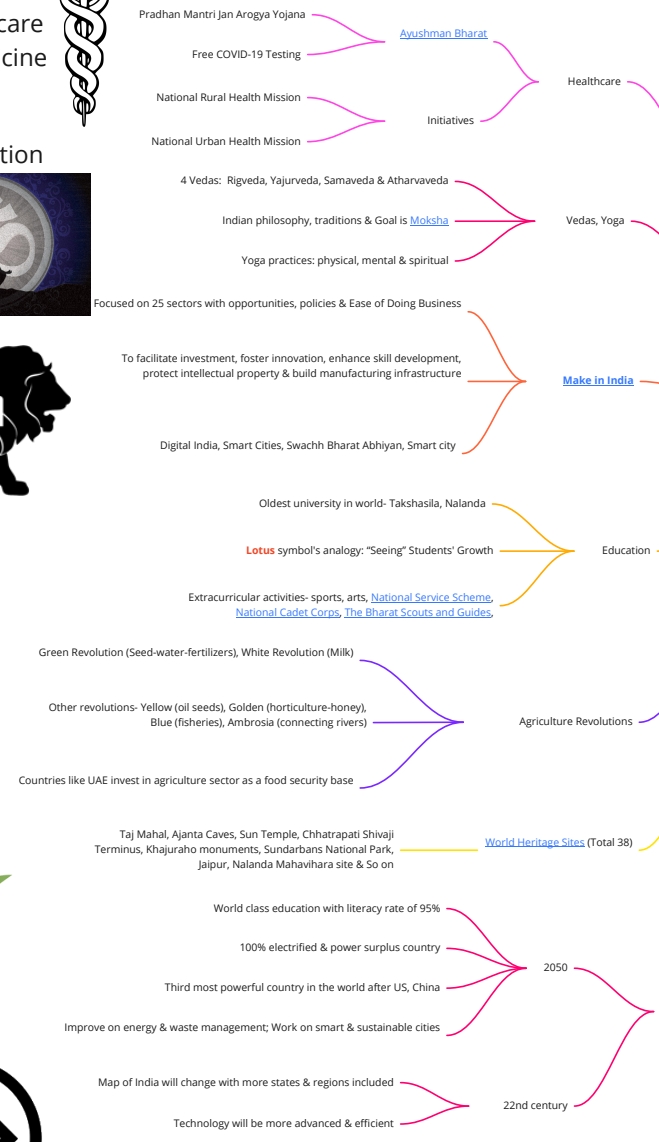 care
cine
tion
Pradhan Mantri Jan Arogya Yojana
Free COVID-19 Testing
Ayushman Bharat
National Rural Health Mission
National Urban Health Mission
Initiatives
Healthcare
4 Vedas:  Rigveda, Yajurveda, Samaveda & Atharvaveda
Indian philosophy, traditions & Goal is Moksha
Yoga practices: physical, mental & spiritual
Vedas, Yoga
Focused on 25 sectors with opportunities, policies & Ease of Doing Business
To facilitate investment, foster innovation, enhance skill development,
protect intellectual property & build manufacturing infrastructure
Digital India, Smart Cities, Swachh Bharat Abhiyan, Smart city
Make in India
Oldest university in world- Takshasila, Nalanda
Lotus symbol's analogy: “Seeing” Students' Growth
Extracurricular activities- sports, arts, National Service Scheme,
National Cadet Corps, The Bharat Scouts and Guides,
Education
Green Revolution (Seed-water-fertilizers), White Revolution (Milk)
Other revolutions- Yellow (oil seeds), Golden (horticulture-honey),
Blue (fisheries), Ambrosia (connecting rivers)
Countries like UAE invest in agriculture sector as a food security base
Agriculture Revolutions
Taj Mahal, Ajanta Caves, Sun Temple, Chhatrapati Shivaji
Terminus, Khajuraho monuments, Sundarbans National Park,
Jaipur, Nalanda Mahavihara site & So on
World Heritage Sites (Total 38)
World class education with literacy rate of 95%
100% electrified & power surplus country
Third most powerful country in the world after US, China
Improve on energy & waste management; Work on smart & sustainable cities
2050
Map of India will change with more states & regions included
Technology will be more advanced & efficient
22nd century